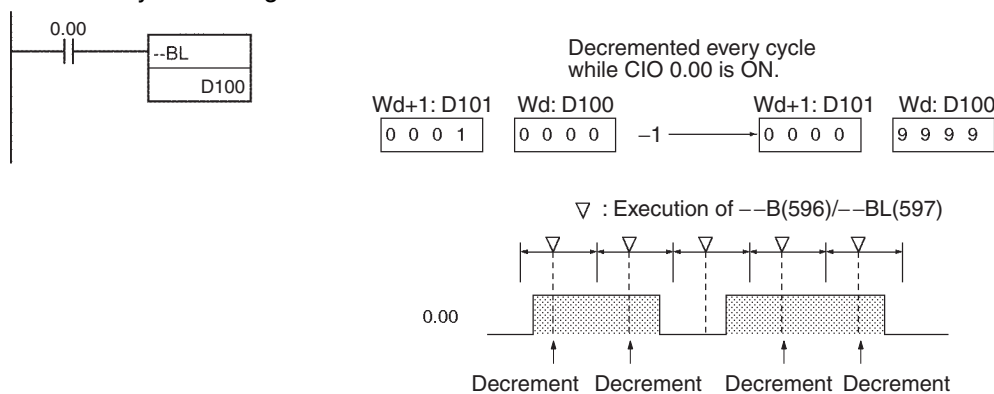 0.00
--BL
D100
Decremented every cycle
while CIO 0.00 is ON.
Wd+1: D101 Wd: D100 Wd+1: D101 Wd: D100
0 0 0 1 0 0 0 0 −1 0 0 0 0 9 9 9 9
▽ : Execution of −−B(596)/−−BL(597)
0.00
Decrement Decrement Decrement Decrement